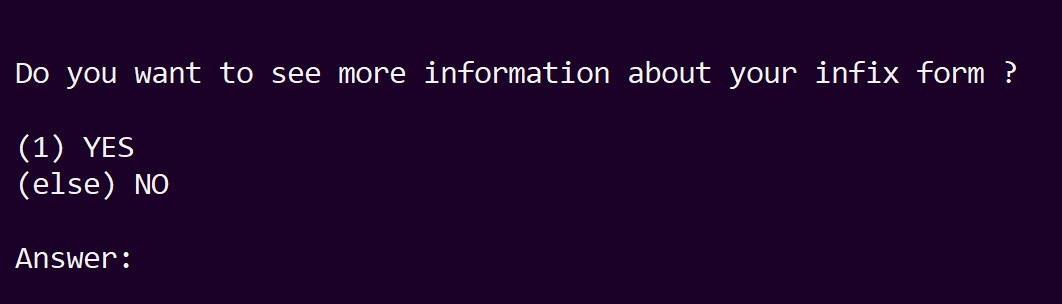 Do you want to see more information about your infix form ?
(1) YES
(else) NO
Answer: